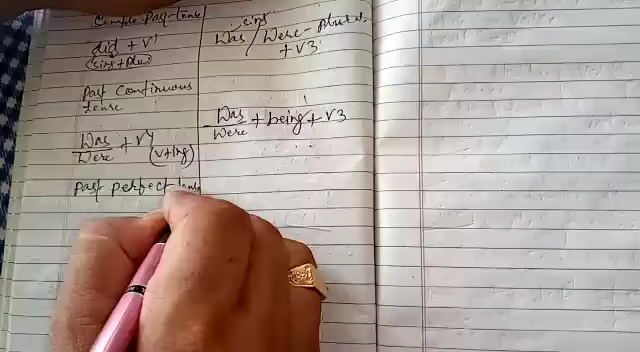 Simple Past-tense
did + V¹
(sing + plu)
sing
Was / Were - plural
+ V3
Past Continuous
tense
Was
Were + V4
(V+ing)
Was
Were + being + V3
Past perfect tense